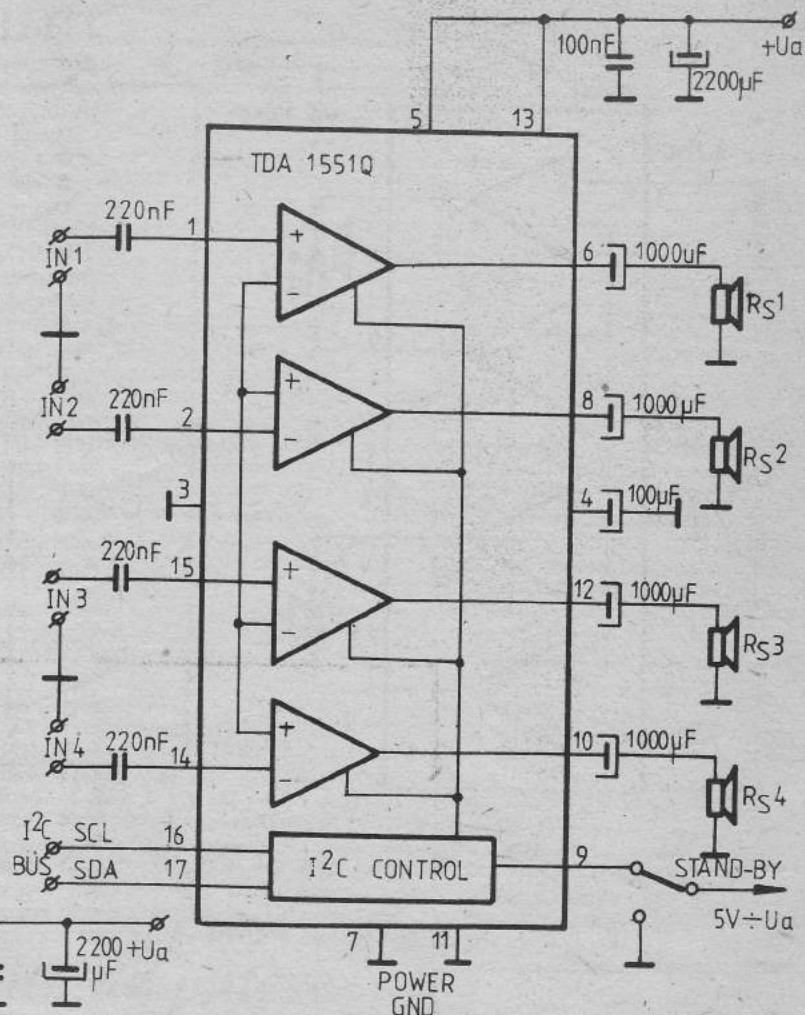 100nF
+Ua
2200µF
5
13
TDA 1551Q
220nF
1
+
−
IN1
6
1000uF
RS1
IN2
220nF
2
+
−
8
1000µF
RS2
3
4
100µF
220nF
15
+
−
IN3
12
1000µF
RS3
IN4
220nF
14
+
−
10
1000µF
RS4
I²C
BUS
SCL
16
SDA
17
I²C CONTROL
9
STAND-BY
5V÷Ua
2200
µF
+Ua
7
11
POWER
GND